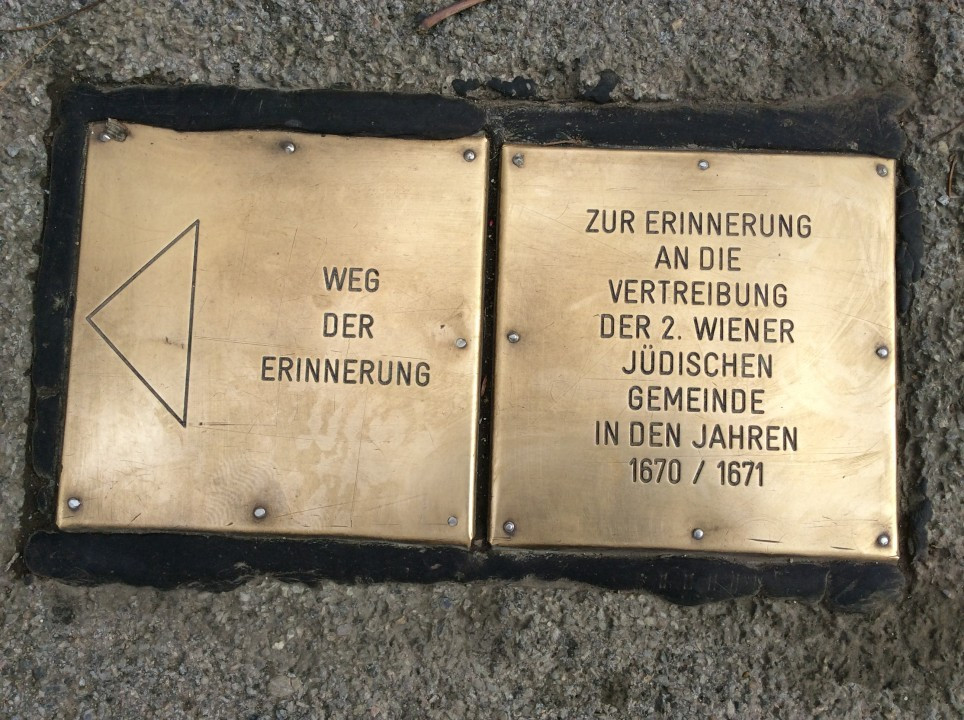 WEG
DER
ERINNERUNG
ZUR ERINNERUNG
AN DIE
VERTREIBUNG
DER 2. WIENER
JÜDISCHEN
GEMEINDE
IN DEN JAHREN
1670 / 1671